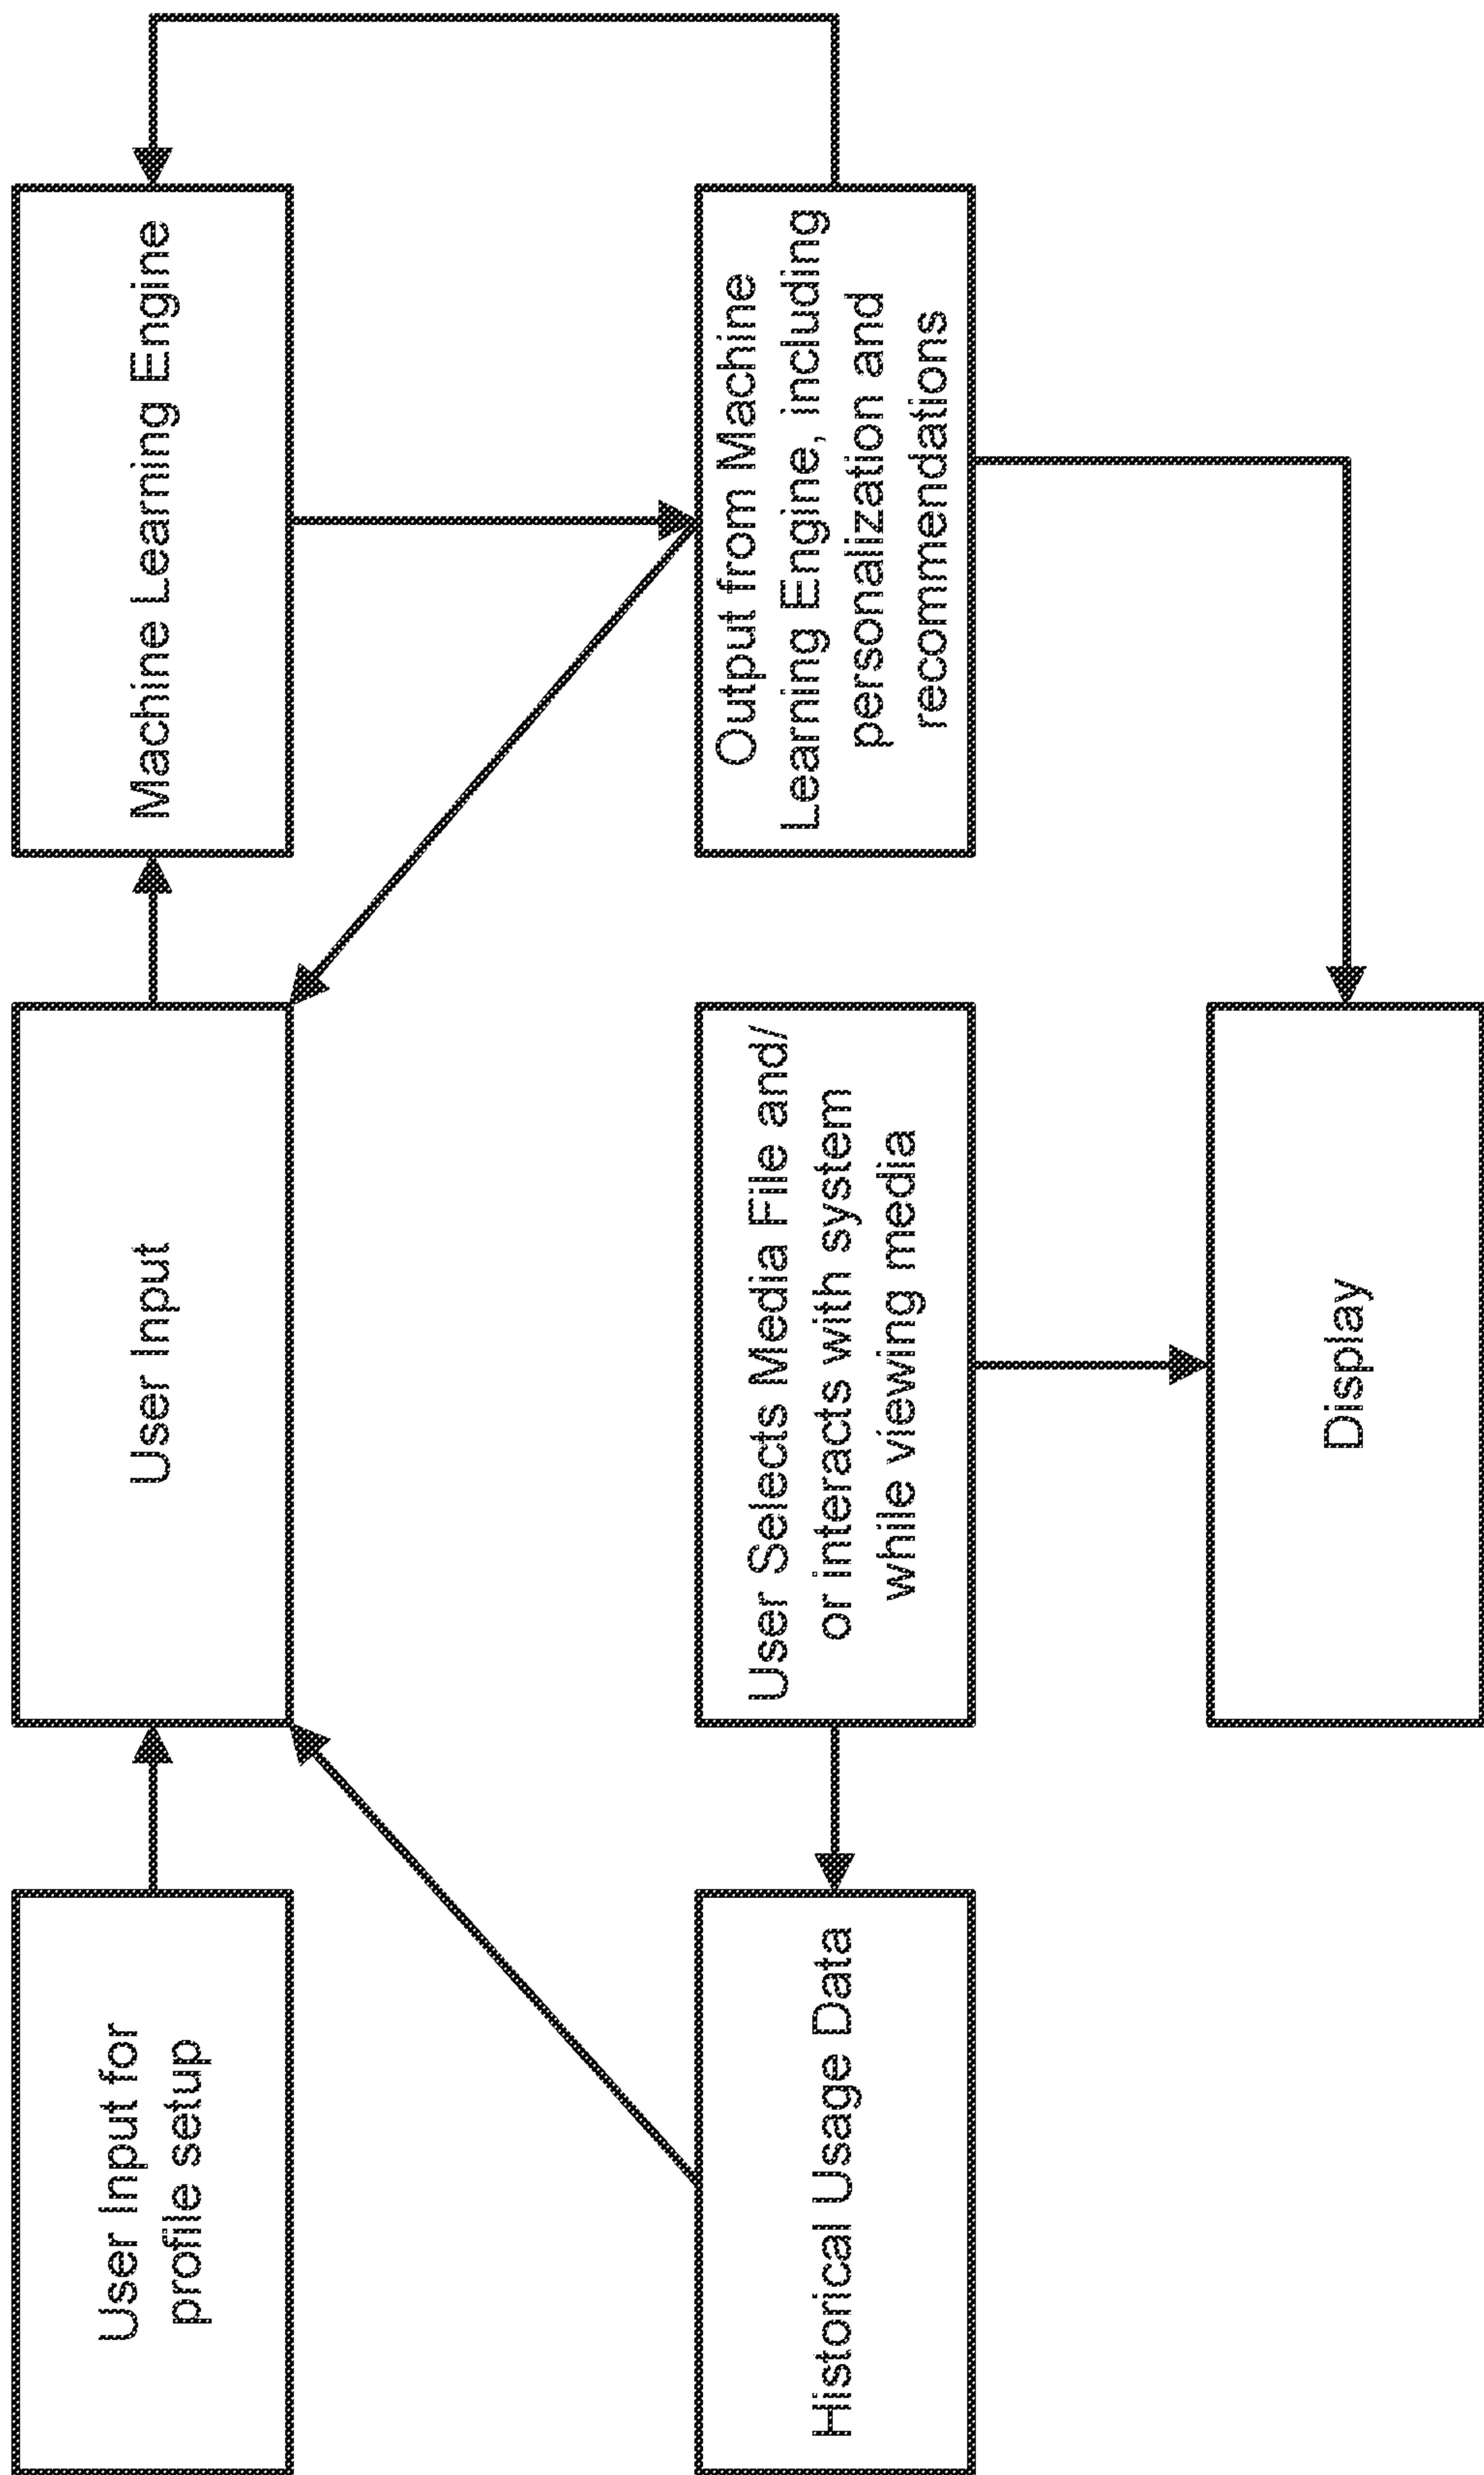 User Input for
profile setup
User Input
Machine Learning Engine
Historical Usage Data
User Selects Media File and/
or interacts with system
while viewing media
Output from Machine
Learning Engine, including
personalization and
recommendations
Display